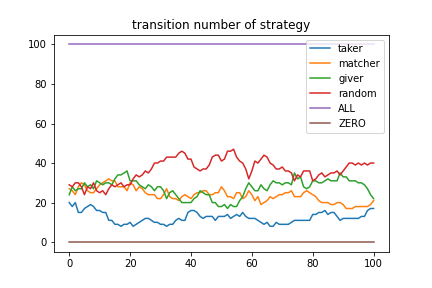 transition number of strategy
100
80
60
40
20
0
0
20
40
60
80
100
taker
matcher
giver
random
ALL
ZERO